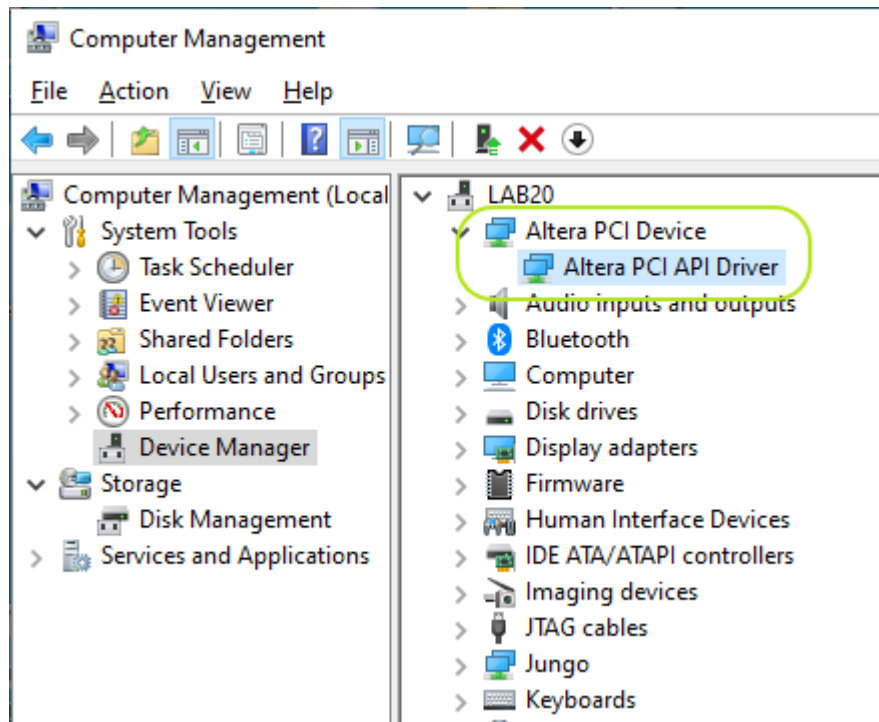 Computer Management
File Action View Help
Computer Management (Local
System Tools
Task Scheduler
Event Viewer
Shared Folders
Local Users and Groups
Performance
Device Manager
Storage
Disk Management
Services and Applications
LAB20
Altera PCI Device
Altera PCI API Driver
Audio inputs and outputs
Bluetooth
Computer
Disk drives
Display adapters
Firmware
Human Interface Devices
IDE ATA/ATAPI controllers
Imaging devices
JTAG cables
Jungo
Keyboards